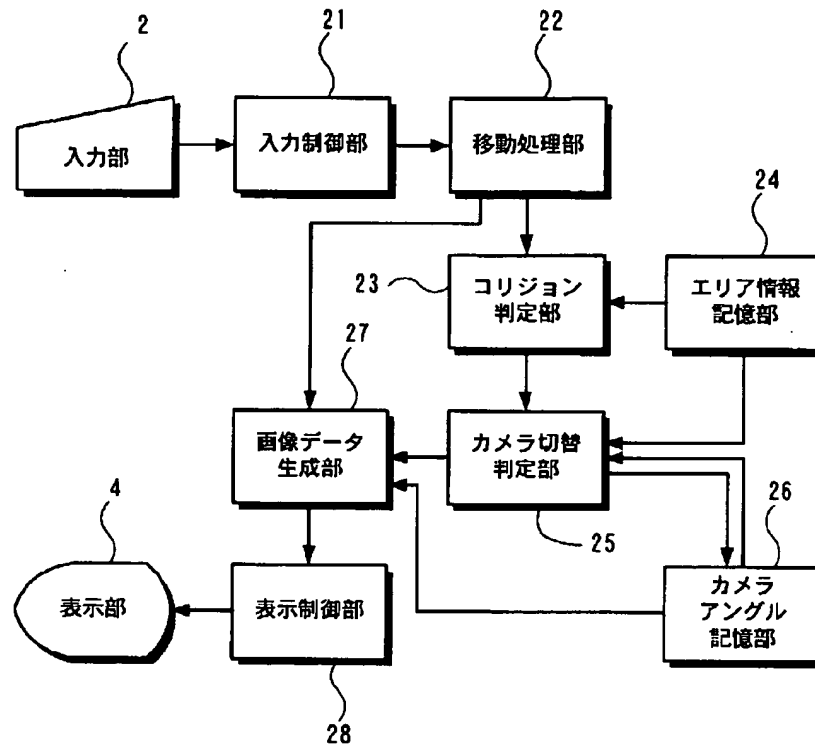 2
21
22
入力部
入力制御部
移動処理部
24
23
コリジョン
判定部
エリア情報
記憶部
27
画像データ
生成部
カメラ切替
判定部
4
25
26
表示部
表示制御部
カメラ
アングル
記憶部
28